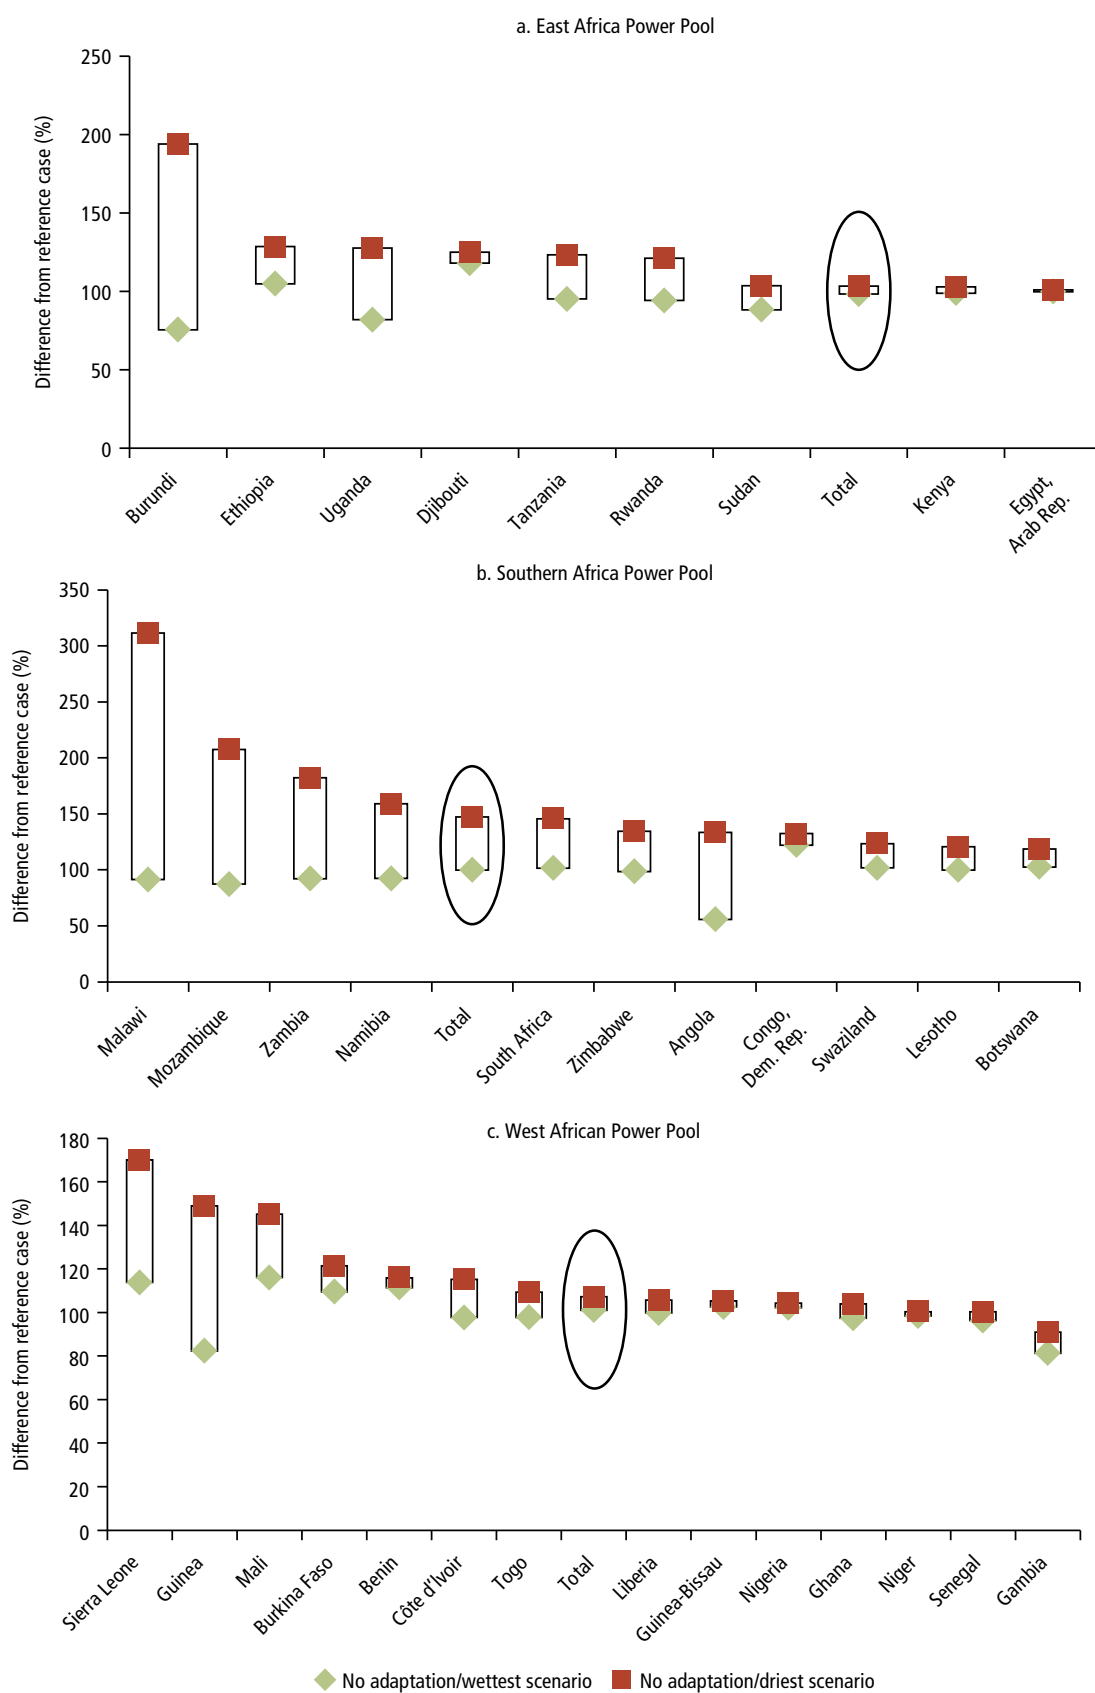 a. East Africa Power Pool
Difference from reference case (%)
250
200
150
100
50
0
Burundi
Ethiopia
Uganda
Djibouti
Tanzania
Rwanda
Sudan
Total
Kenya
Egypt,
Arab Rep.
b. Southern Africa Power Pool
Difference from reference case (%)
350
300
250
200
150
100
50
0
Malawi
Mozambique
Zambia
Namibia
Total
South Africa
Zimbabwe
Angola
Congo,
Dem. Rep.
Swaziland
Lesotho
Botswana
c. West African Power Pool
Difference from reference case (%)
180
160
140
120
100
80
60
40
20
0
Sierra Leone
Guinea
Mali
Burkina Faso
Benin
Côte d'Ivoir
Togo
Total
Liberia
Guinea-Bissau
Nigeria
Ghana
Niger
Senegal
Gambia
No adaptation/wettest scenario
No adaptation/driest scenario